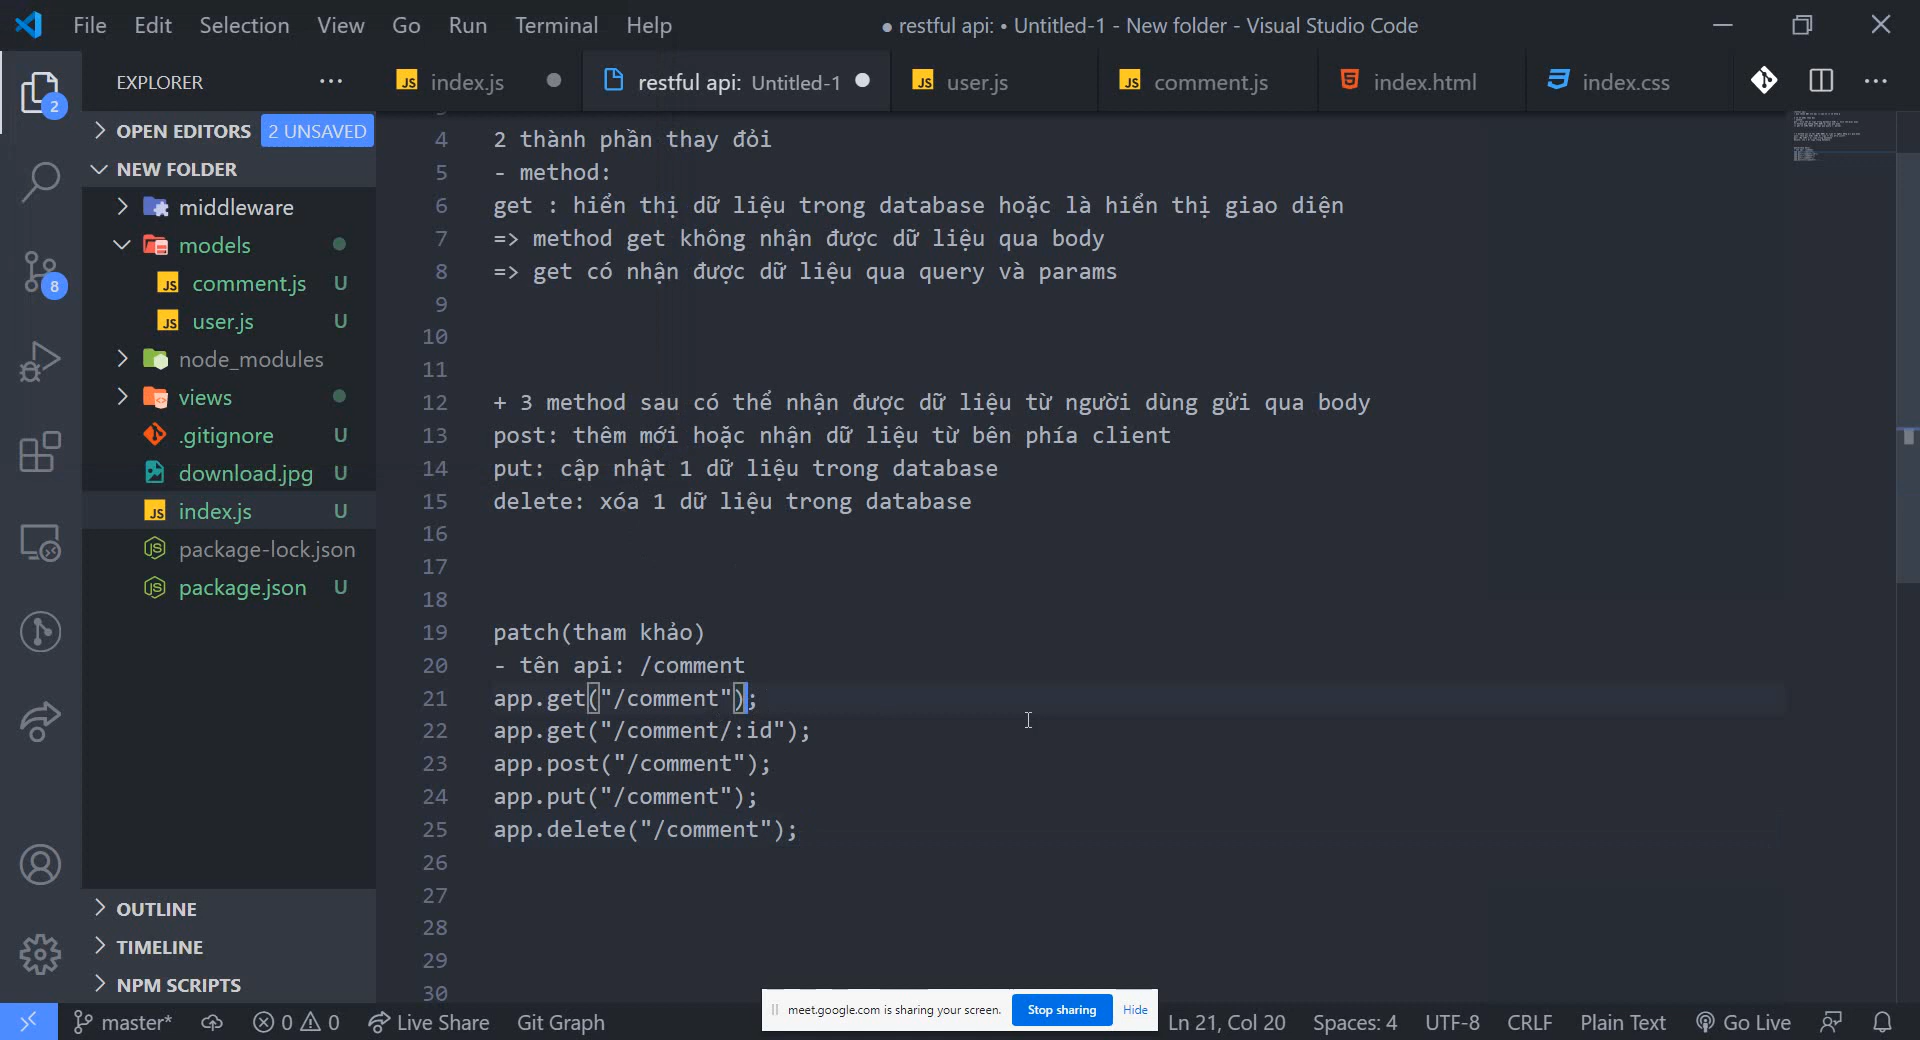 File Edit Selection View Go Run Terminal Help ● restful api: • Untitled-1 - New folder - Visual Studio Code
EXPLORER
index.js
restful api: Untitled-1
user.js
comment.js
index.html
index.css
2
OPEN EDITORS 2 UNSAVED
NEW FOLDER
middleware
models
comment.js U
user.js U
node_modules
views
.gitignore U
download.jpg U
index.js U
package-lock.json
package.json U
8
OUTLINE
TIMELINE
NPM SCRIPTS
4 2 thành phần thay đỏi
5 - method:
6 get : hiển thị dữ liệu trong database hoặc là hiển thị giao diện
7 => method get không nhận được dữ liệu qua body
8 => get có nhận được dữ liệu qua query và params
9
10
11
12 + 3 method sau có thể nhận được dữ liệu từ người dùng gửi qua body
13 post: thêm mới hoặc nhận dữ liệu từ bên phía client
14 put: cập nhật 1 dữ liệu trong database
15 delete: xóa 1 dữ liệu trong database
16
17
18
19 patch(tham khảo)
20 - tên api: /comment
21 app.get("/comment");
22 app.get("/comment/:id");
23 app.post("/comment");
24 app.put("/comment");
25 app.delete("/comment");
26
27
28
29
30
meet.google.com is sharing your screen. Stop sharing Hide
master* 0 0 Live Share Git Graph Ln 21, Col 20 Spaces: 4 UTF-8 CRLF Plain Text Go Live